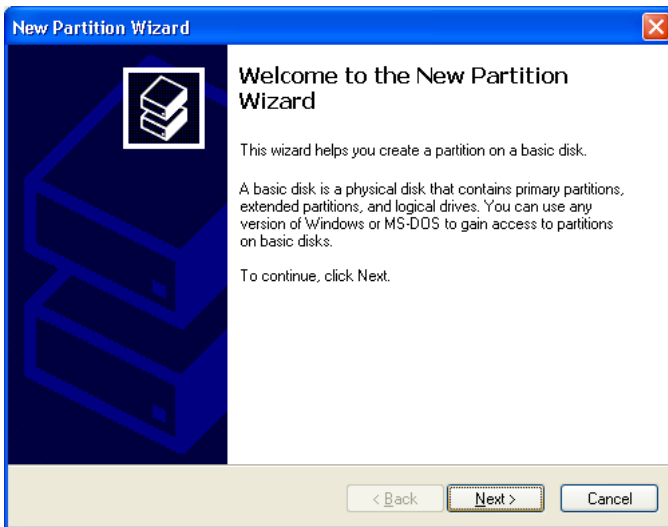 New Partition Wizard
Welcome to the New Partition
Wizard
This wizard helps you create a partition on a basic disk.
A basic disk is a physical disk that contains primary partitions,
extended partitions, and logical drives. You can use any
version of Windows or MS-DOS to gain access to partitions
on basic disks.
To continue, click Next.
< Back Next > Cancel